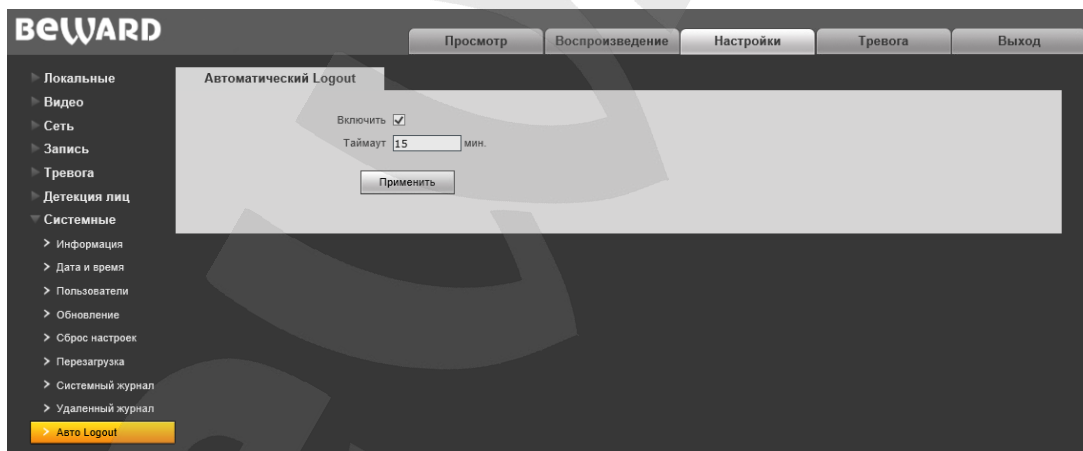 BEWARD
Просмотр Воспроизведение Настройки Тревога Выход
Локальные
Видео
Сеть
Запись
Тревога
Детекция лиц
Системные
Информация
Дата и время
Пользователи
Обновление
Сброс настроек
Перезагрузка
Системный журнал
Удаленный журнал
Авто Logout
Автоматический Logout
Включить
Таймаут 15 мин.
Применить